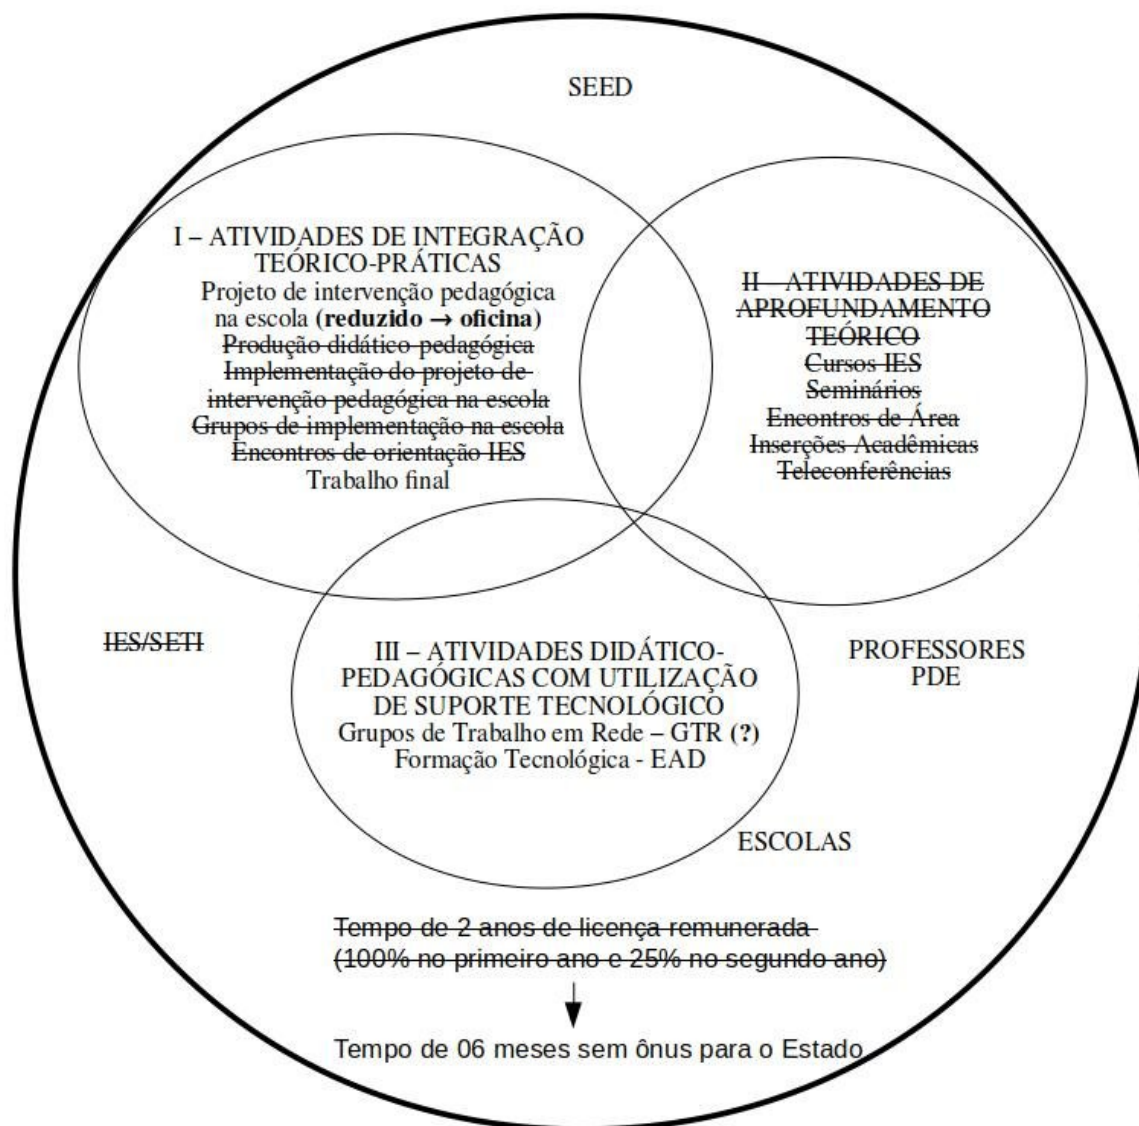 SEED
I – ATIVIDADES DE INTEGRAÇÃO
TEÓRICO-PRÁTICAS
Projeto de intervenção pedagógica
na escola (reduzido → oficina)
Produção didático-pedagógica
Implementação do projeto de
intervenção pedagógica na escola
Grupos de implementação na escola
Encontros de orientação IES
Trabalho final
II – ATIVIDADES DE
APROFUNDAMENTO
TEÓRICO
Cursos IES
Seminários
Encontros de Área
Inserções Acadêmicas
Teleconferências
IES/SETI
III – ATIVIDADES DIDÁTICO-
PEDAGÓGICAS COM UTILIZAÇÃO
DE SUPORTE TECNOLÓGICO
Grupos de Trabalho em Rede – GTR (?)
Formação Tecnológica - EAD
PROFESSORES
PDE
ESCOLAS
Tempo de 2 anos de licença remunerada
(100% no primeiro ano e 25% no segundo ano)
Tempo de 06 meses sem ônus para o Estado